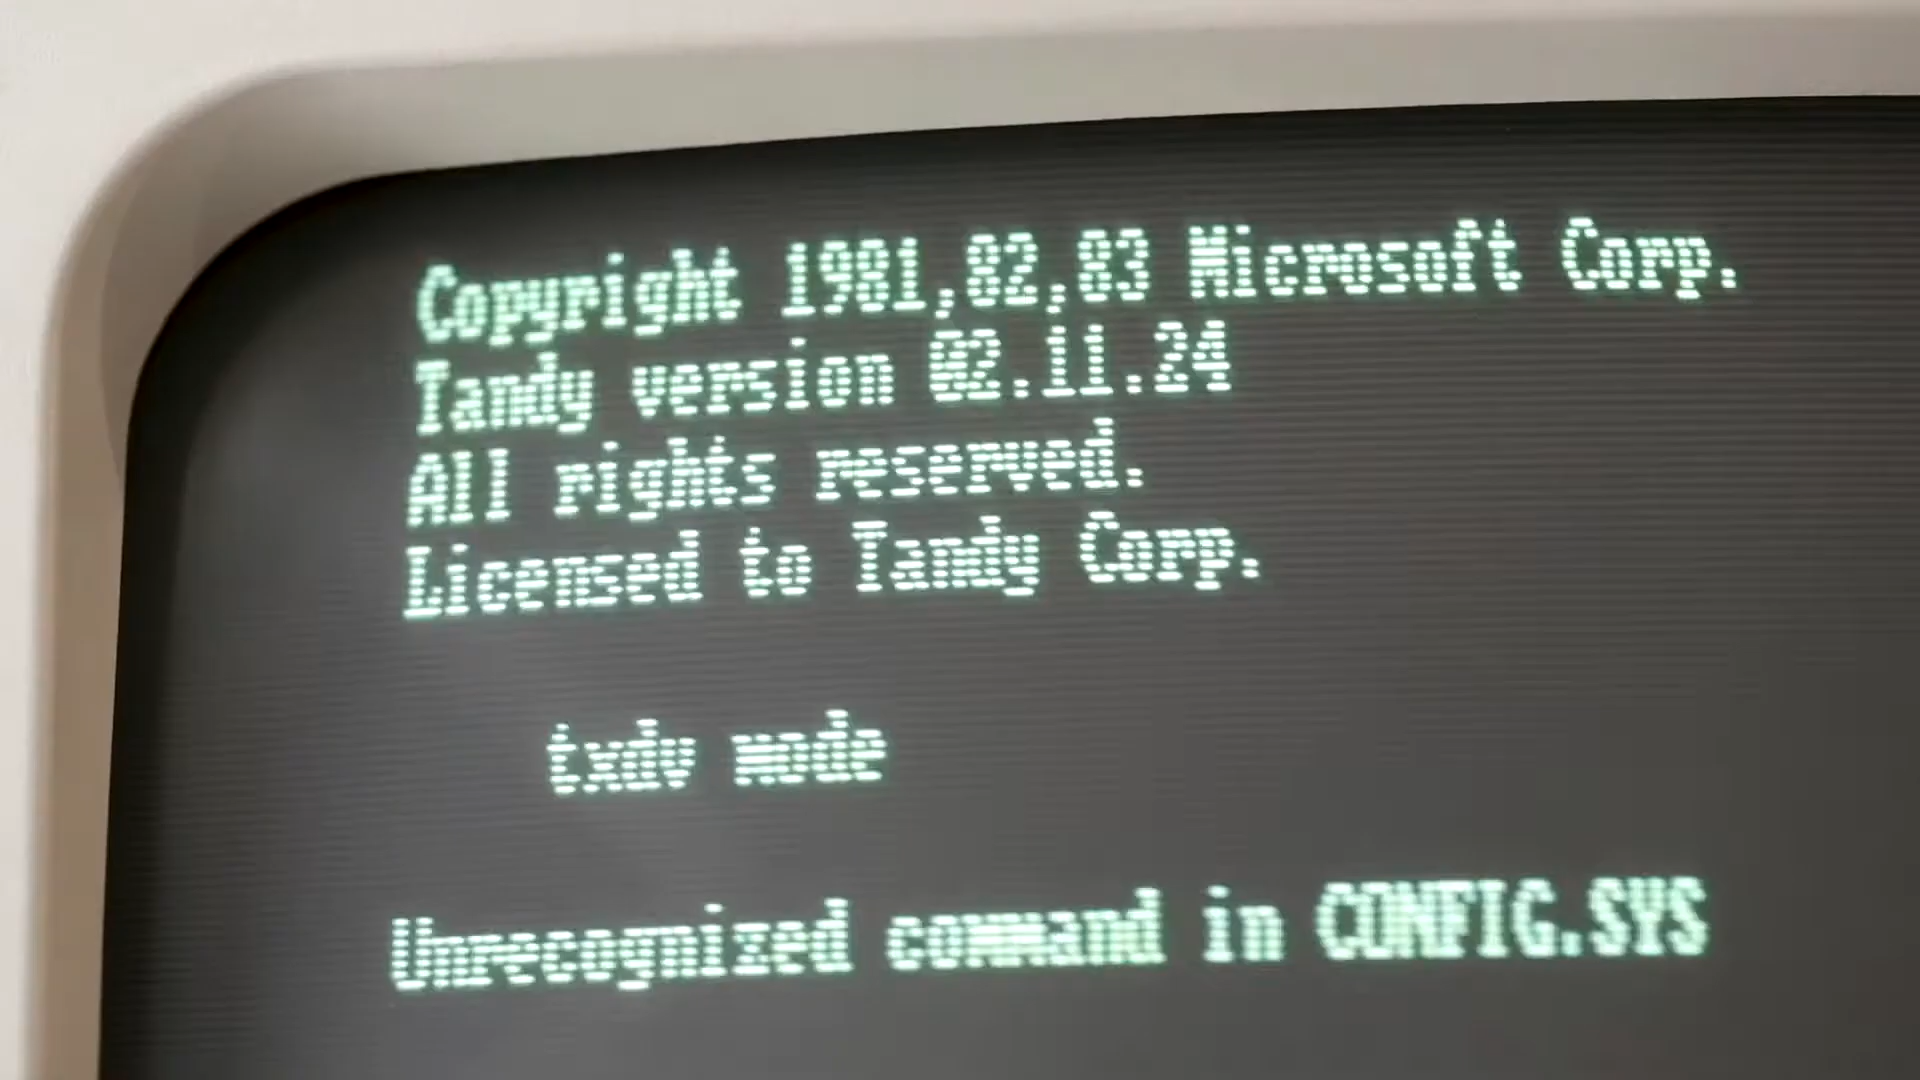 Copyright 1981,82,83 Microsoft Corp.
Tandy version 02.11.24
All rights reserved.
Licensed to Tandy Corp.
txdv mode
Unrecognized command in CONFIG.SYS